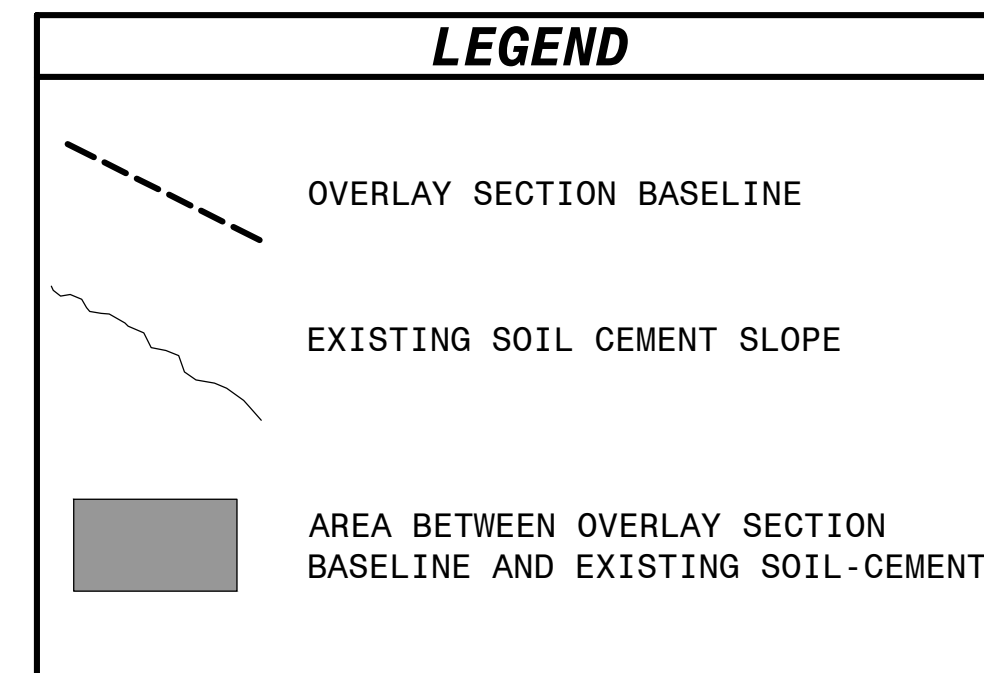 LEGEND
OVERLAY SECTION BASELINE
EXISTING SOIL CEMENT SLOPE
AREA BETWEEN OVERLAY SECTION
BASELINE AND EXISTING SOIL-CEMENT